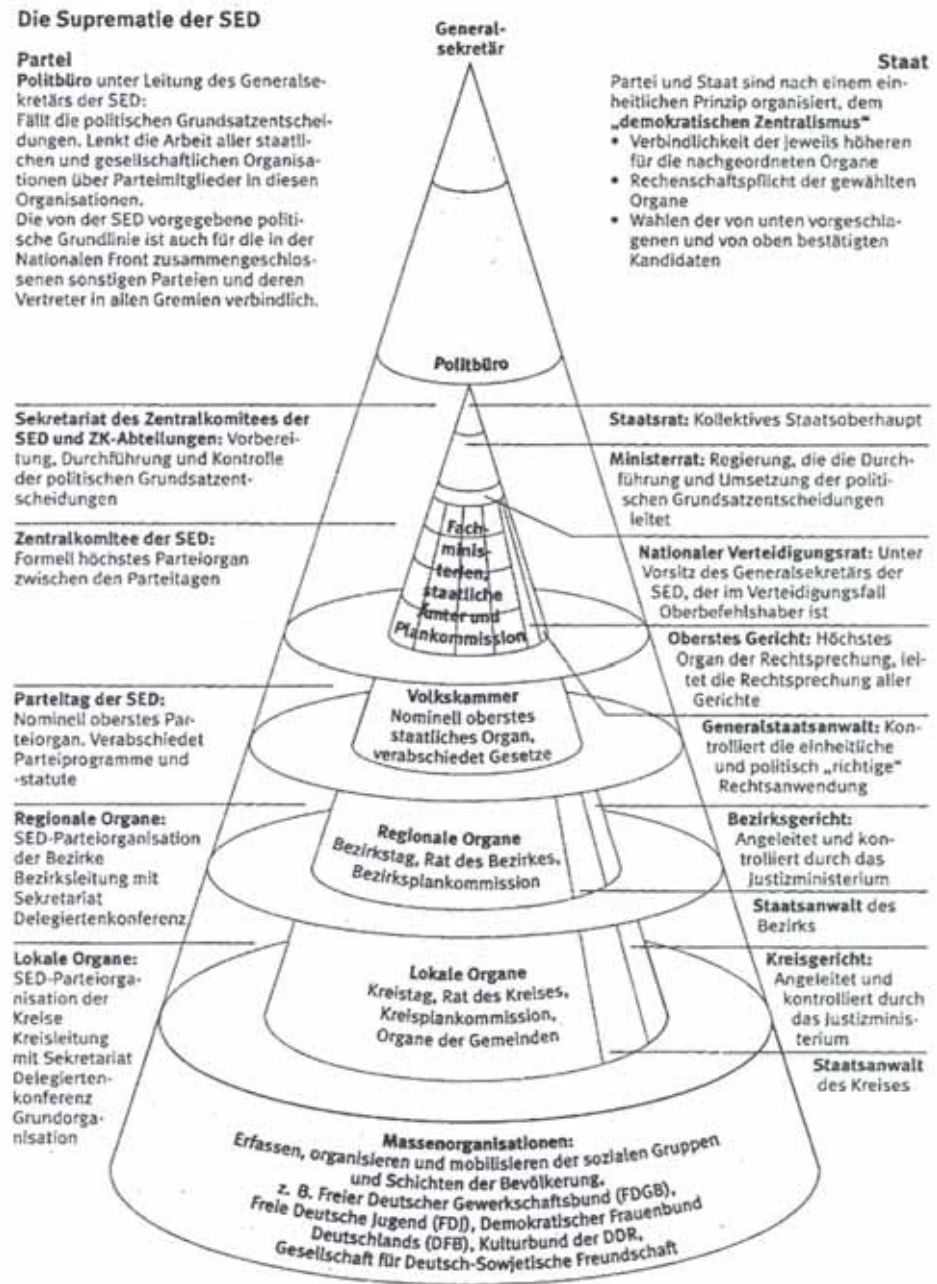 Die Suprematie der SED
General-
sekretär
Partei
Politbüro unter Leitung des Generalse-
kretärs der SED:
Fällt die politischen Grundsatzentschei-
dungen. Lenkt die Arbeit aller staatli-
chen und gesellschaftlichen Organisa-
tionen über Parteimitglieder in diesen
Organisationen.
Die von der SED vorgegebene politi-
sche Grundlinie ist auch für die in der
Nationalen Front zusammengeschlos-
senen sonstigen Parteien und deren
Vertreter in allen Gremien verbindlich.
Staat
Partei und Staat sind nach einem ein-
heitlichen Prinzip organisiert, dem
„demokratischen Zentralismus“
• Verbindlichkeit der jeweils höheren
für die nachgeordneten Organe
• Rechenschaftspflicht der gewählten
Organe
• Wahlen der von unten vorgeschla-
genen und von oben bestätigten
Kandidaten
Politbüro
Sekretariat des Zentralkomitees der
SED und ZK-Abteilungen: Vorberei-
tung, Durchführung und Kontrolle
der politischen Grundsatzent-
scheidungen
Zentralkomitee der SED:
Formell höchstes Parteiorgan
zwischen den Parteitagen
Parteitag der SED:
Nominell oberstes Par-
teiorgan. Verabschiedet
Parteiprogramme und
-statute
Regionale Organe:
SED-Parteiorganisation
der Bezirke
Bezirksleitung mit
Sekretariat
Delegiertenkonferenz
Lokale Organe:
SED-Parteiorga-
nisation der
Kreise
Kreisleitung
mit Sekretariat
Delegierten-
konferenz
Grundorga-
nisation
Fach-
minis-
terien,
staatliche
Ämter und
Plankommission
Volkskammer
Nominell oberstes
staatliches Organ,
verabschiedet Gesetze
Regionale Organe
Bezirkstag, Rat des Bezirkes,
Bezirksplankommission
Lokale Organe
Kreistag, Rat des Kreises,
Kreisplankommission,
Organe der Gemeinden
Massenorganisationen:
Erfassen, organisieren und mobilisieren der sozialen Gruppen
und Schichten der Bevölkerung,
z. B. Freier Deutscher Gewerkschaftsbund (FDGB),
Freie Deutsche Jugend (FDJ), Demokratischer Frauenbund
Deutschlands (DFB), Kulturbund der DDR,
Gesellschaft für Deutsch-Sowjetische Freundschaft
Staatsrat: Kollektives Staatsoberhaupt
Ministerrat: Regierung, die die Durch-
führung und Umsetzung der politi-
schen Grundsatzentscheidungen
leitet
Nationaler Verteidigungsrat: Unter
Vorsitz des Generalsekretärs der
SED, der im Verteidigungsfall
Oberbefehlshaber ist
Oberstes Gericht: Höchstes
Organ der Rechtsprechung, lei-
tet die Rechtsprechung aller
Gerichte
Generalstaatsanwalt: Kon-
trolliert die einheitliche
und politisch „richtige“
Rechtsanwendung
Bezirksgericht:
Angeleitet und kon-
trolliert durch das
Justizministerium
Staatsanwalt des
Bezirks
Kreisgericht:
Angeleitet und
kontrolliert durch
das Justizminis-
terium
Staatsanwalt
des Kreises